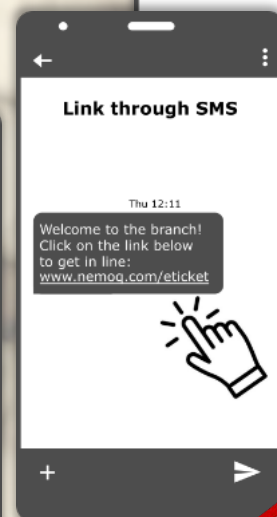 Link through SMS
Thu 12:11
Welcome to the branch!
Click on the link below
to get in line:
www.nemoq.com/eticket